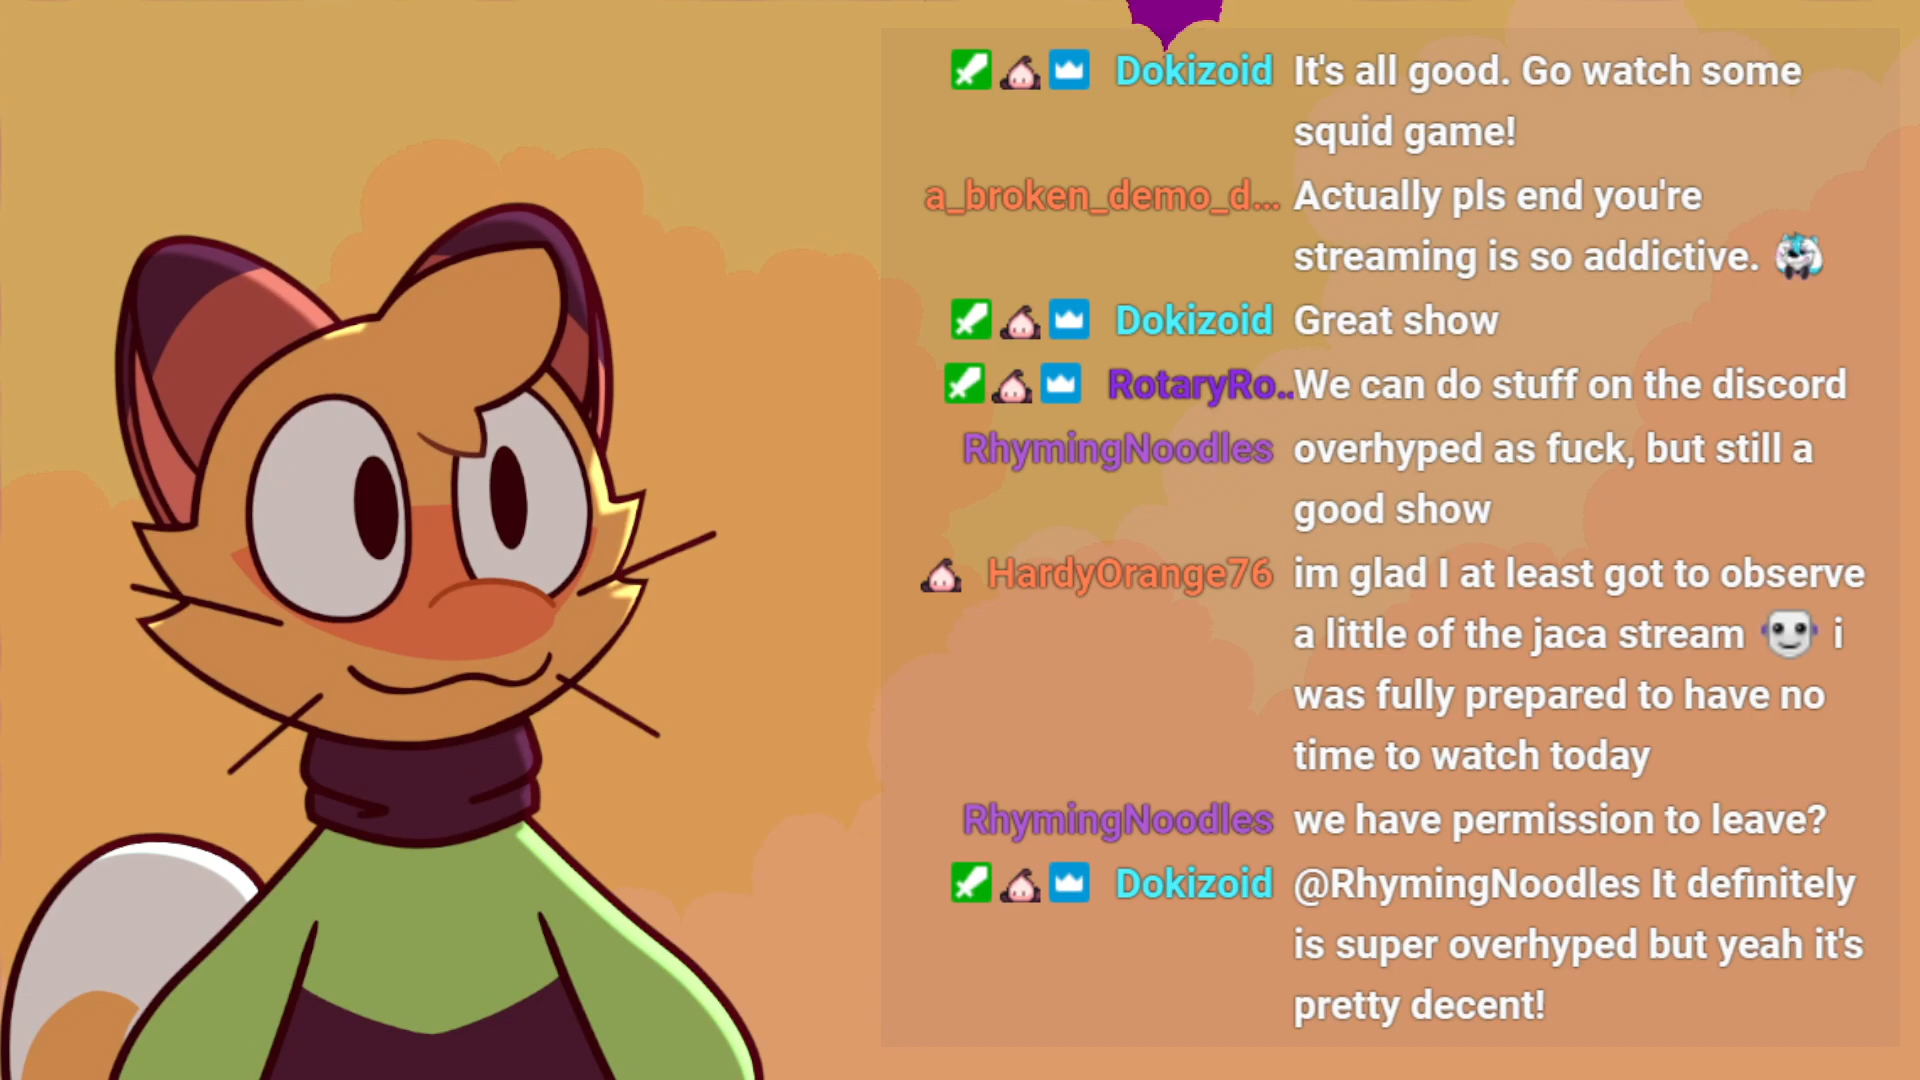 Dokizoid It's all good. Go watch some
squid game!
a_broken_demo_d... Actually pls end you're
streaming is so addictive.
Dokizoid Great show
RotaryRo.. We can do stuff on the discord
RhymingNoodles overhyped as fuck, but still a
good show
HardyOrange76 im glad I at least got to observe
a little of the jaca stream i
was fully prepared to have no
time to watch today
RhymingNoodles we have permission to leave?
Dokizoid @RhymingNoodles It definitely
is super overhyped but yeah it's
pretty decent!